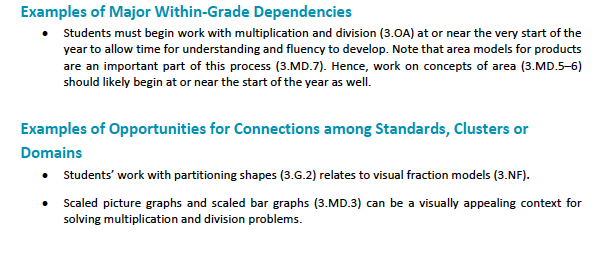 Examples of Major Within-Grade Dependencies
• Students must begin work with multiplication and division (3.OA) at or near the very start of the
year to allow time for understanding and fluency to develop. Note that area models for products
are an important part of this process (3.MD.7). Hence, work on concepts of area (3.MD.5–6)
should likely begin at or near the start of the year as well.
Examples of Opportunities for Connections among Standards, Clusters or
Domains
• Students’ work with partitioning shapes (3.G.2) relates to visual fraction models (3.NF).
• Scaled picture graphs and scaled bar graphs (3.MD.3) can be a visually appealing context for
solving multiplication and division problems.